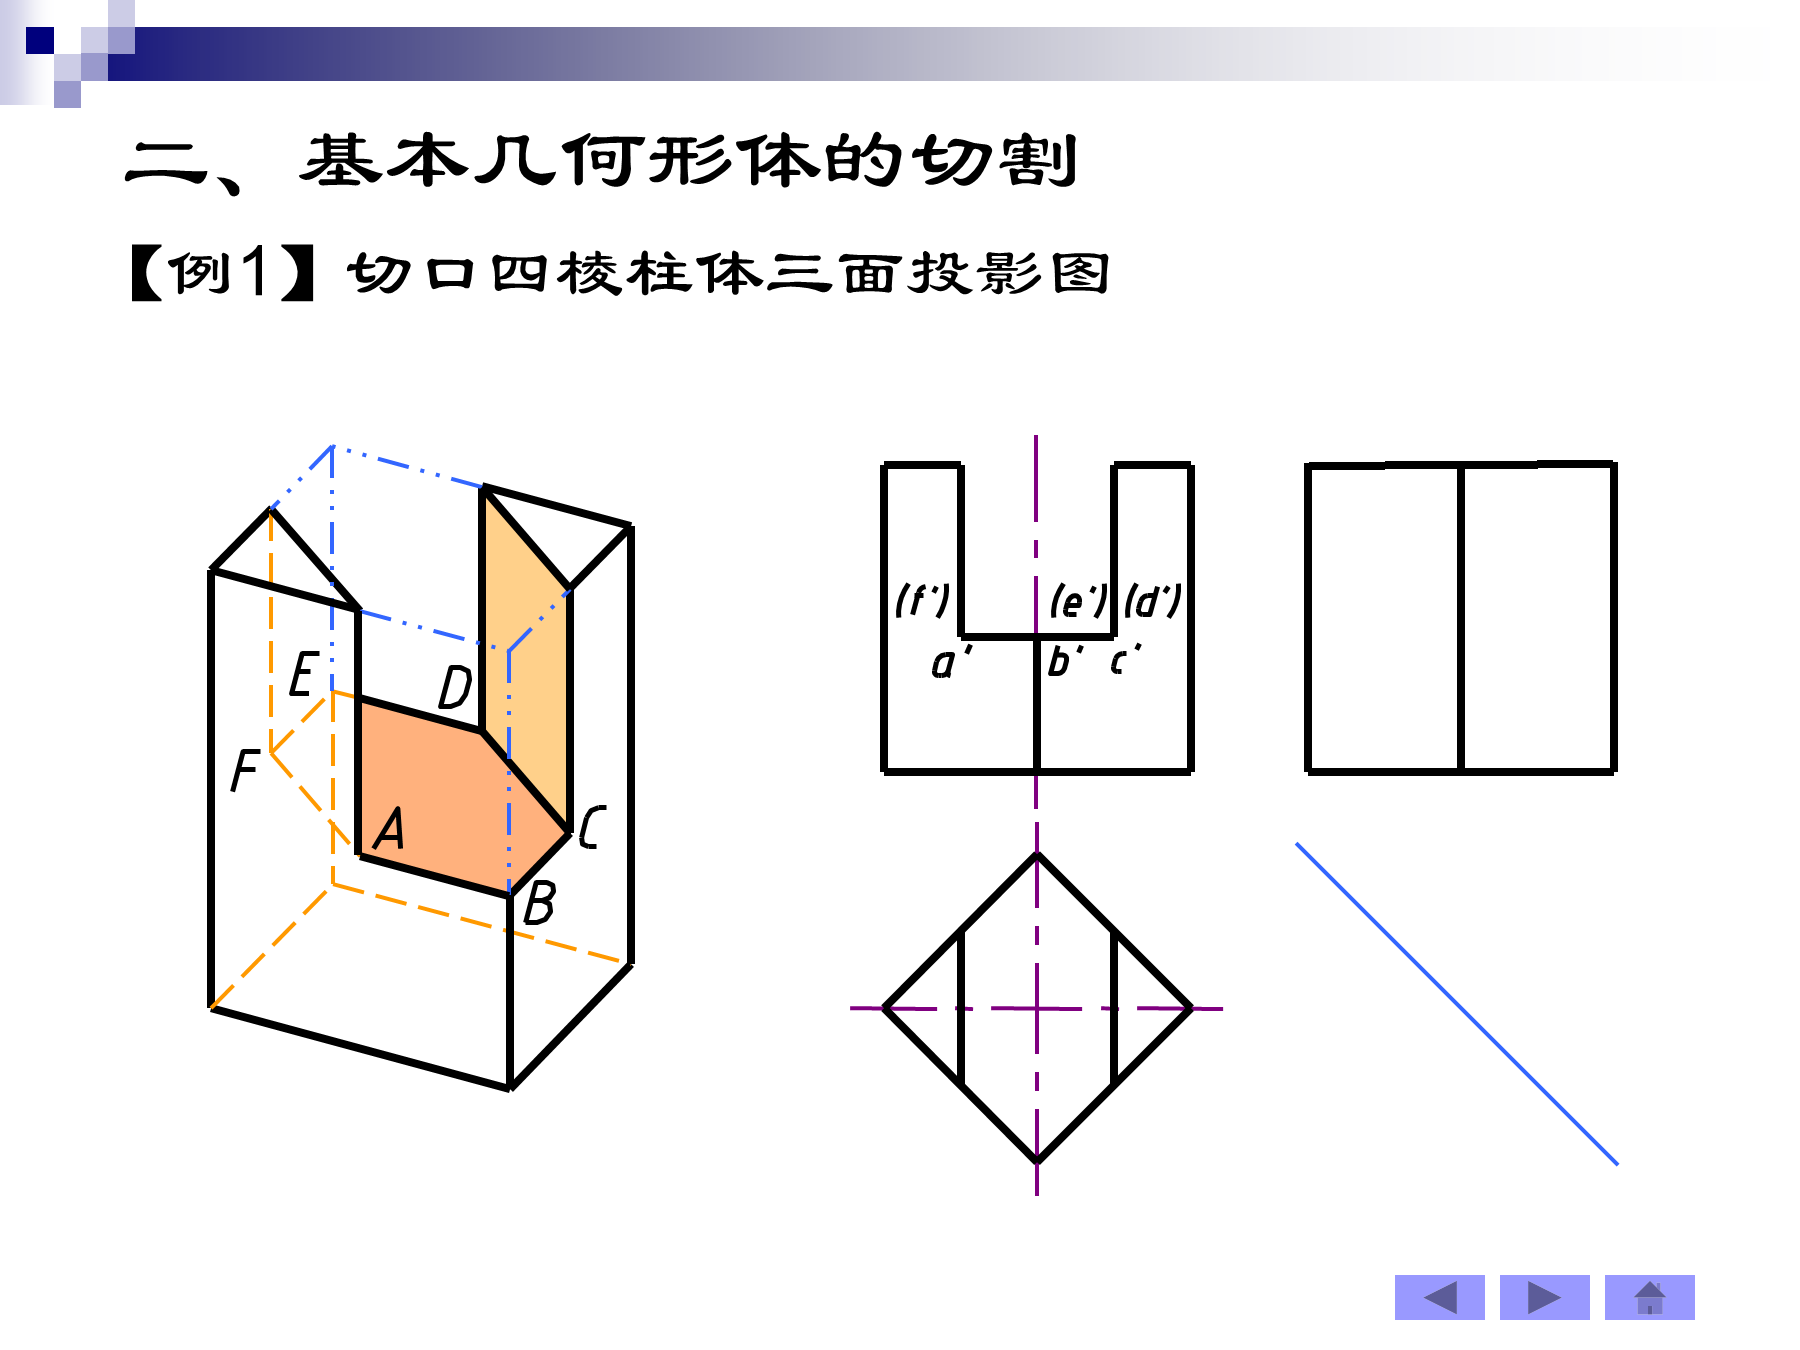 二、基本几何形体的切割
【例1】切口四棱柱体三面投影图
(f') (e') (d')
a' b' c'
E D
F
A C
B